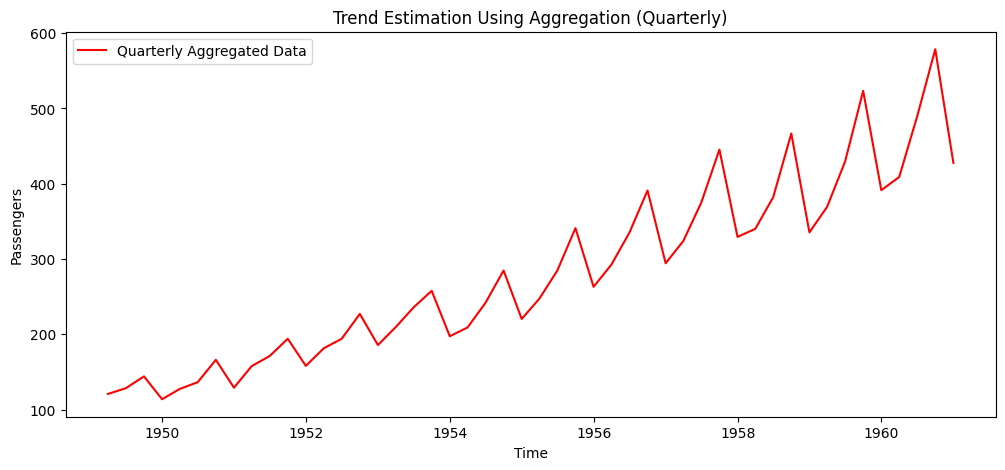 Trend Estimation Using Aggregation (Quarterly)
Quarterly Aggregated Data
600
500
400
300
200
100
Passengers
1950 1952 1954 1956 1958 1960
Time